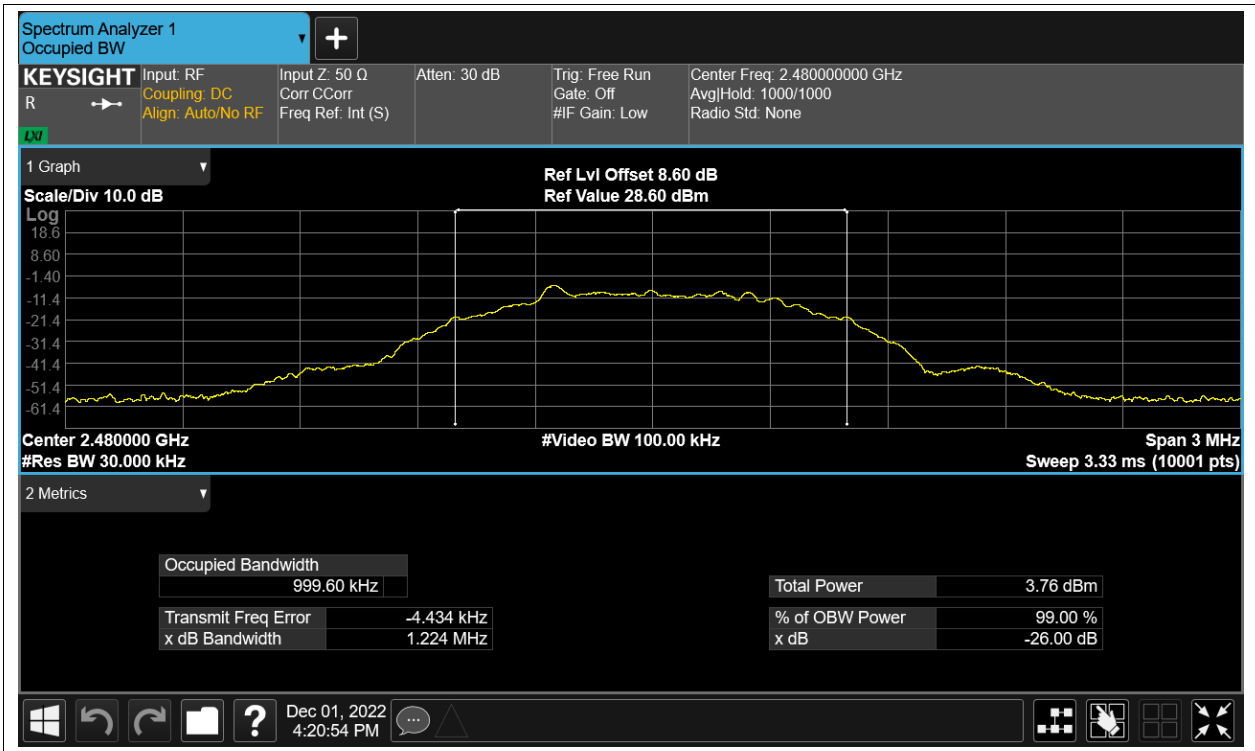 Spectrum Analyzer 1
Occupied BW
+
KEYSIGHT
R
LXI
Input: RF
Coupling: DC
Align: Auto/No RF
Input Z: 50 Ω
Corr CCorr
Freq Ref: Int (S)
Atten: 30 dB
Trig: Free Run
Gate: Off
#IF Gain: Low
Center Freq: 2.480000000 GHz
Avg|Hold: 1000/1000
Radio Std: None
1 Graph
Scale/Div 10.0 dB
Ref Lvl Offset 8.60 dB
Ref Value 28.60 dBm
Log
18.6
8.60
-1.40
-11.4
-21.4
-31.4
-41.4
-51.4
-61.4
Center 2.480000 GHz
#Res BW 30.000 kHz
#Video BW 100.00 kHz
Span 3 MHz
Sweep 3.33 ms (10001 pts)
2 Metrics
Occupied Bandwidth
999.60 kHz
Transmit Freq Error -4.434 kHz
x dB Bandwidth 1.224 MHz
Total Power 3.76 dBm
% of OBW Power 99.00 %
x dB -26.00 dB
?
Dec 01, 2022
4:20:54 PM